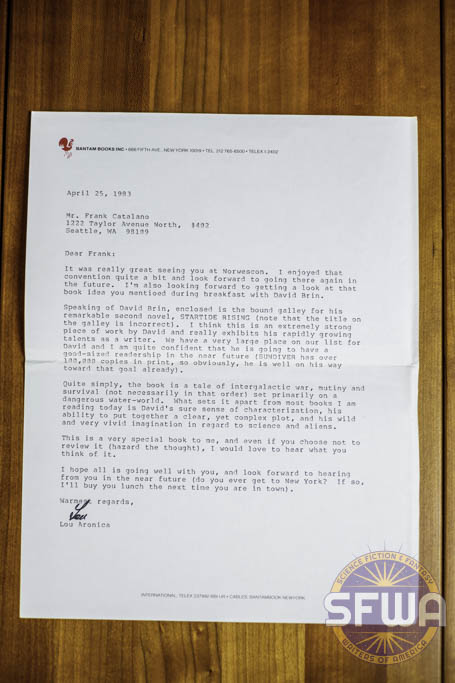 BANTAM BOOKS INC • 666 FIFTH AVE. NEW YORK 10019 • TEL. 212 765-6500 • TELEX
April 25, 1983
Mr. Frank Catalano
1222 Taylor Avenue North, #402
Seattle, WA 98109
Dear Frank:
It was really great seeing you at Norwescon. I enjoyed that
convention quite a bit and look forward to going there again in
the future. I'm also looking forward to getting a look at that
book idea you mentioed during breakfast with David Brin.
Speaking of David Brin, enclosed is the bound galley for his
remarkable second novel, STARTIDE RISING (note that the title on
the galley is incorrect). I think this is an extremely strong
piece of work by David and really exhibits his rapidly growing
talents as a writer. We have a very large place on our list for
David and I am quite confident that he is going to have a
good-sized readership in the near future (SUNDIVER has over
100,000 copies in print, so obviously, he is well on his way
toward that goal already).
Quite simply, the book is a tale of intergalactic war, mutiny and
survival (not necessarily in that order) set primarily on a
dangerous water-world. What sets it apart from most books I am
reading today is David's sure sense of characterization, his
ability to put together a clear, yet complex plot, and his wild
and very vivid imagination in regard to science and aliens.
This is a very special book to me, and even if you choose not to
review it (hazard the thought), I would love to hear what you
think of it.
I hope all is going well with you, and look forward to hearing
from you in the near future (do you ever get to New York? If so,
I'll buy you lunch the next time you are in town).
Warmest regards,
Lou
Lou Aronica
INTERNATIONAL TELEX • CABLES: BANTAMBOOK NEW YORK
SCIENCE FICTION & FANTASY
SFWA
WRITERS OF AMERICA